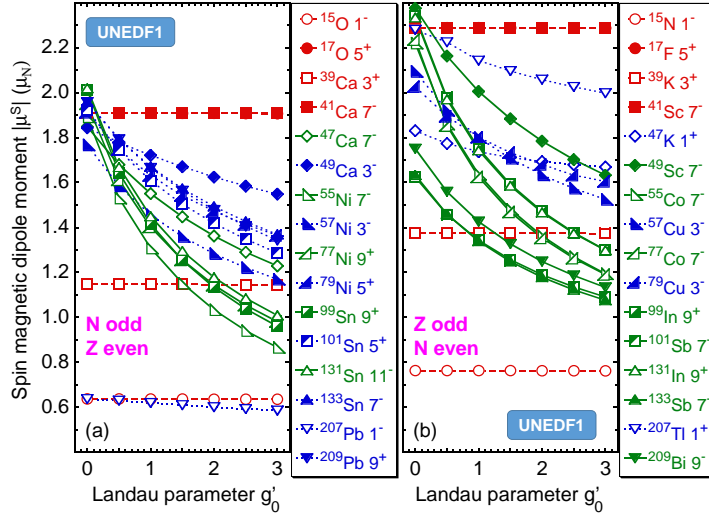 UNEDF1
N odd
Z even
(a)
Spin magnetic dipole moment |μˢ| (μ_N)
2.2
2.0
1.8
1.6
1.4
1.2
1.0
0.8
0.6
0 1 2 3
Landau parameter g′₀
¹⁵O 1⁻
¹⁷O 5⁺
³⁹Ca 3⁺
⁴¹Ca 7⁻
⁴⁷Ca 7⁻
⁴⁹Ca 3⁻
⁵⁵Ni 7⁻
⁵⁷Ni 3⁻
⁷⁷Ni 9⁺
⁷⁹Ni 5⁺
⁹⁹Sn 9⁺
¹⁰¹Sn 5⁺
¹³¹Sn 11⁻
¹³³Sn 7⁻
²⁰⁷Pb 1⁻
²⁰⁹Pb 9⁺
Z odd
N even
(b)
UNEDF1
0 1 2 3
Landau parameter g′₀
¹⁵N 1⁻
¹⁷F 5⁺
³⁹K 3⁺
⁴¹Sc 7⁻
⁴⁷K 1⁺
⁴⁹Sc 7⁻
⁵⁵Co 7⁻
⁵⁷Cu 3⁻
⁷⁷Co 7⁻
⁷⁹Cu 3⁻
⁹⁹In 9⁺
¹⁰¹Sb 7⁻
¹³¹In 9⁺
¹³³Sb 7⁻
²⁰⁷Tl 1⁺
²⁰⁹Bi 9⁻